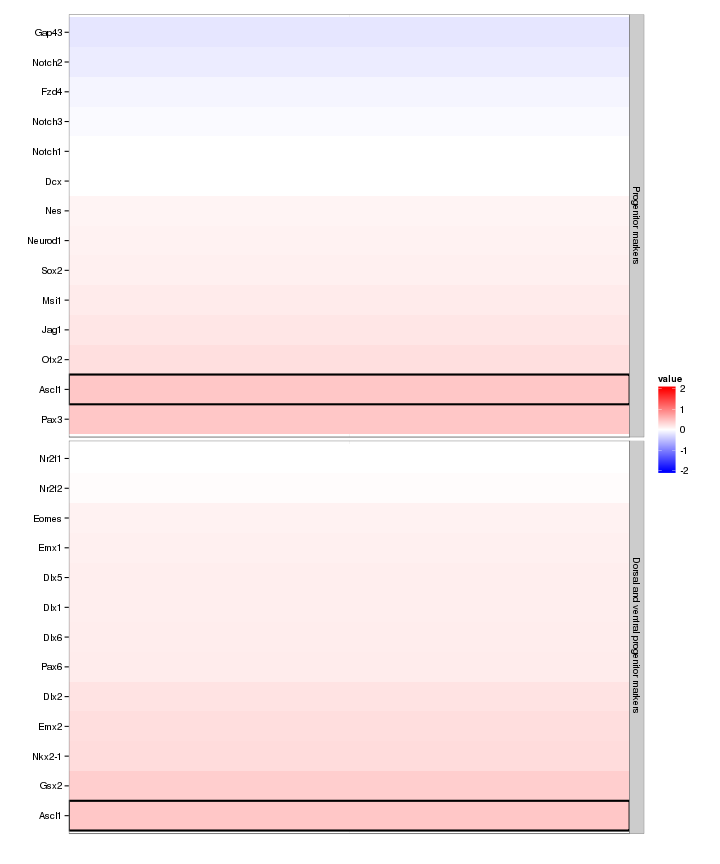 Gap43
Notch2
Fzd4
Notch3
Notch1
Dcx
Nes
Neurod1
Sox2
Msi1
Jag1
Otx2
Ascl1
Pax3
Progenitor markers
Nr2f1
Nr2f2
Eomes
Emx1
Dlx5
Dlx1
Dlx6
Pax6
Dlx2
Emx2
Nkx2-1
Gsx2
Ascl1
Dorsal and ventral progenitor markers
value
2
1
0
-1
-2